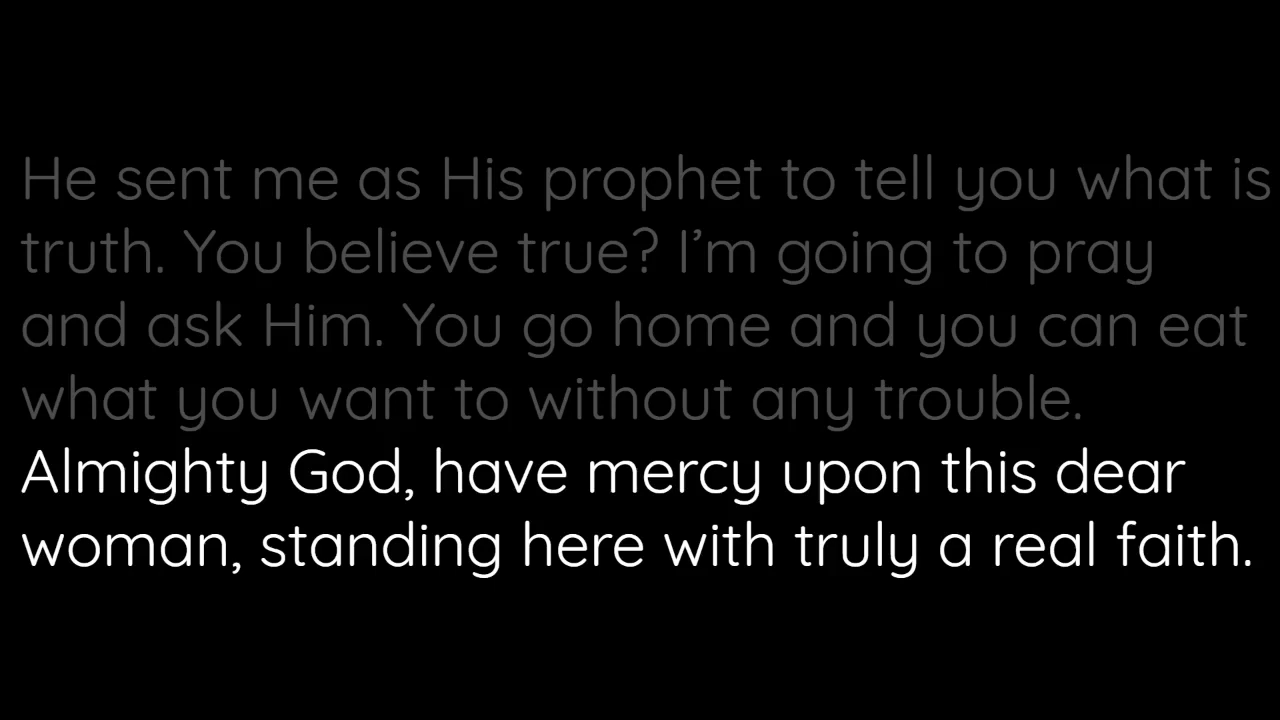 He sent me as His prophet to tell you what is
truth. You believe true? I’m going to pray
and ask Him. You go home and you can eat
what you want to without any trouble.
Almighty God, have mercy upon this dear
woman, standing here with truly a real faith.